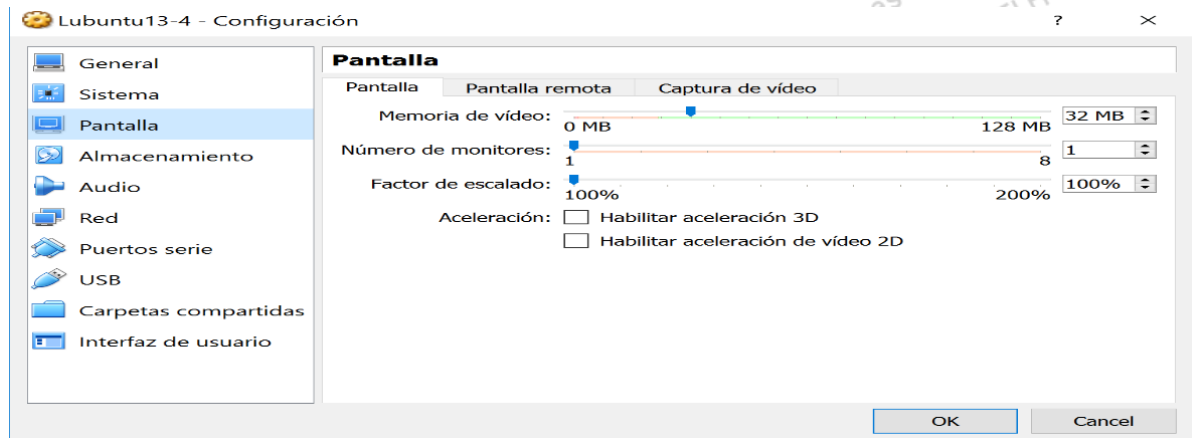 Lubuntu13-4 - Configuración ? ×
General
Sistema
Pantalla
Almacenamiento
Audio
Red
Puertos serie
USB
Carpetas compartidas
Interfaz de usuario
Pantalla
Pantalla Pantalla remota Captura de vídeo
Memoria de vídeo: 32 MB
0 MB 128 MB
Número de monitores: 1
1 8
Factor de escalado: 100%
100% 200%
Aceleración: Habilitar aceleración 3D
Habilitar aceleración de vídeo 2D
OK Cancel